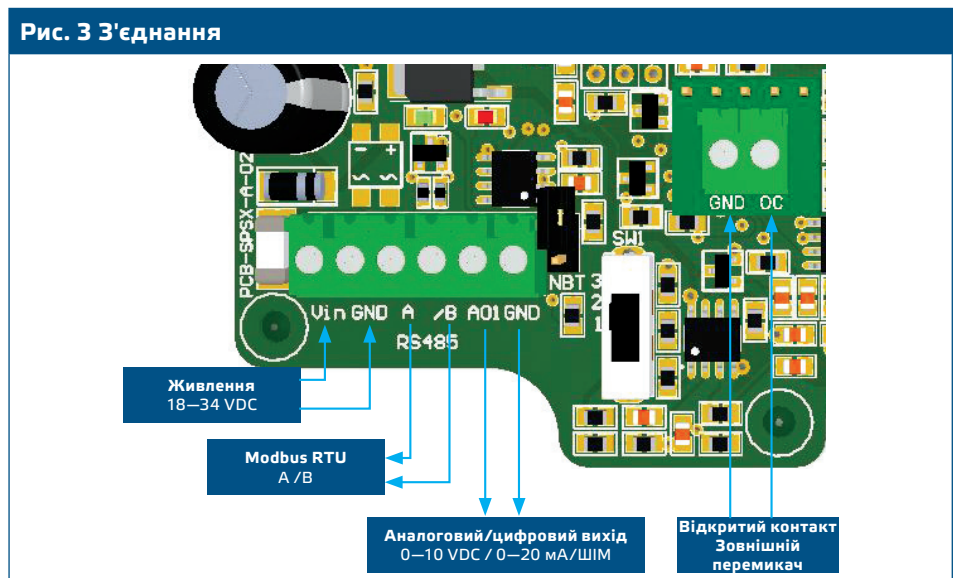 Рис. 3 З'єднання
PCB-SPSX-A-02
- +
~ ~
GND OC
SW1
NBT 3
2
1
Vin GND A /B AO1 GND
RS485
Живлення
18—34 VDC
Modbus RTU
A /B
Аналоговий/цифровий вихід
0—10 VDC / 0—20 мА/ШІМ
Відкритий контакт
Зовнішній
перемикач